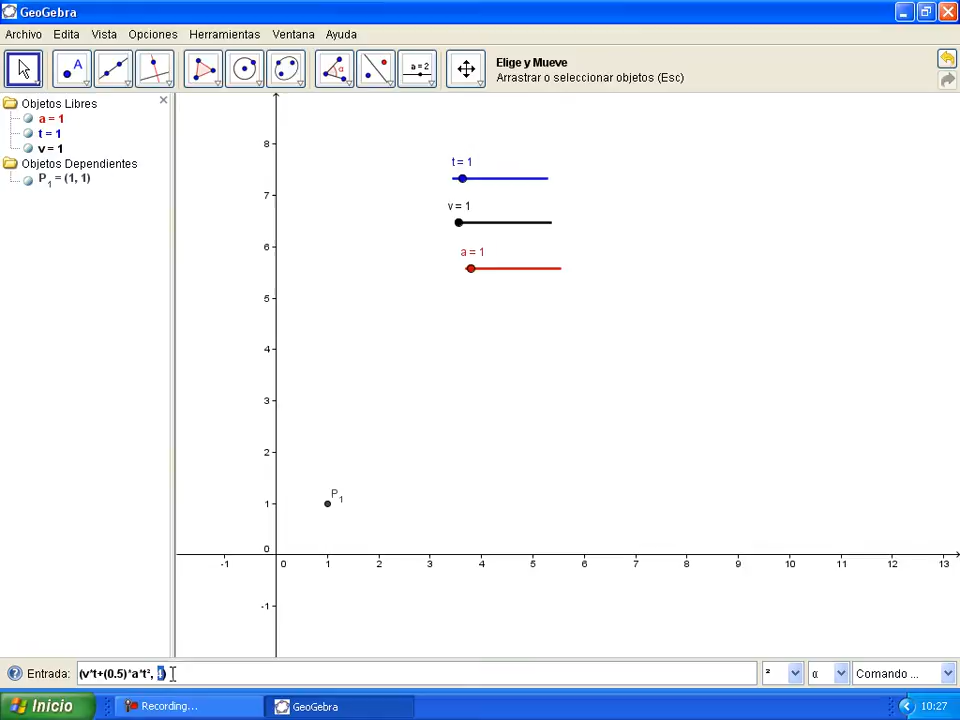 GeoGebra
Archivo Edita Vista Opciones Herramientas Ventana Ayuda
A
α
a = 2
Elige y Mueve
Arrastrar o seleccionar objetos (Esc)
Objetos Libres
a = 1
t = 1
v = 1
Objetos Dependientes
P1 = (1, 1)
8
7
6
5
4
3
2
1
0
-1
t = 1
v = 1
a = 1
P1
-1 0 1 2 3 4 5 6 7 8 9 10 11 12 13
Entrada: (v*t+(0.5)*a*t², )
² α Comando ...
Inicio Recording... GeoGebra 10:27